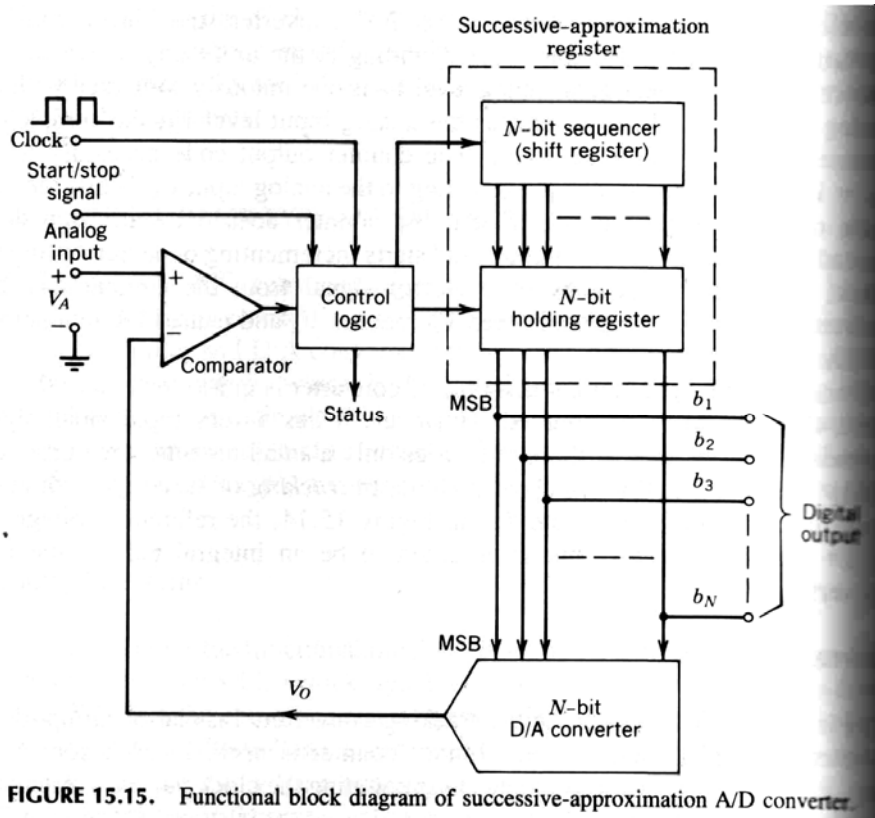 Successive-approximation
register
N-bit sequencer
(shift register)
Clock
Start/stop
signal
Analog
input
+
+
V_A
−
−
Control
logic
N-bit
holding register
Comparator
Status
MSB
b_1
b_2
b_3
Digital
output
b_N
MSB
V_O
N-bit
D/A converter
FIGURE 15.15. Functional block diagram of successive-approximation A/D converter.